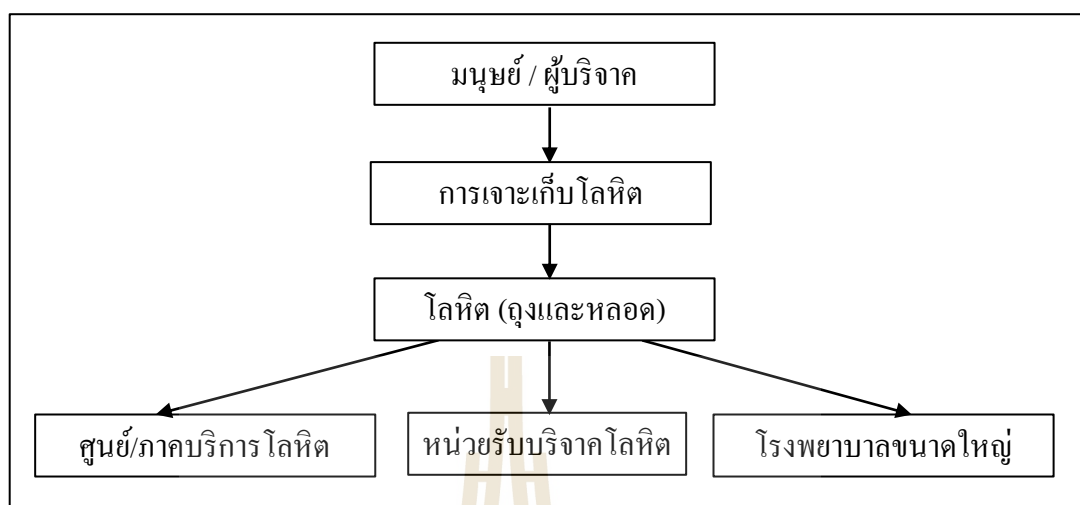 มนุษย์ / ผู้บริจาค
การเจาะเก็บโลหิต
โลหิต (ถุงและหลอด)
ศูนย์/ภาคบริการโลหิต
หน่วยรับบริจาคโลหิต
โรงพยาบาลขนาดใหญ่